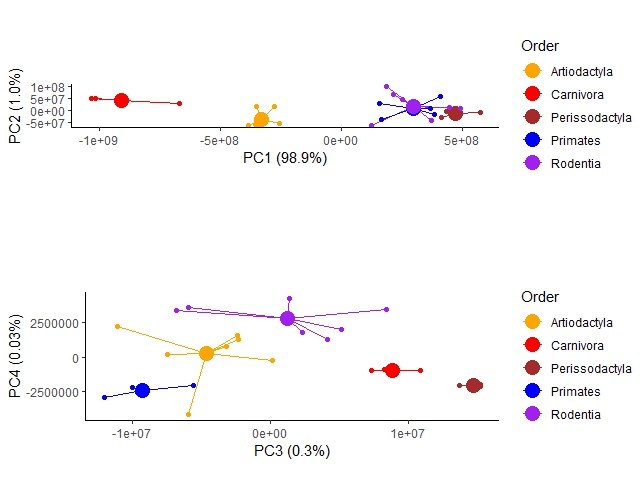 Order
Artiodactyla
Carnivora
Perissodactyla
Primates
Rodentia
PC2 (1.0%)
1e+08
5e+07
0e+00
-5e+07
-1e+09 -5e+08 0e+00 5e+08
PC1 (98.9%)
Order
Artiodactyla
Carnivora
Perissodactyla
Primates
Rodentia
PC4 (0.03%)
2500000
0
-2500000
-1e+07 0e+00 1e+07
PC3 (0.3%)